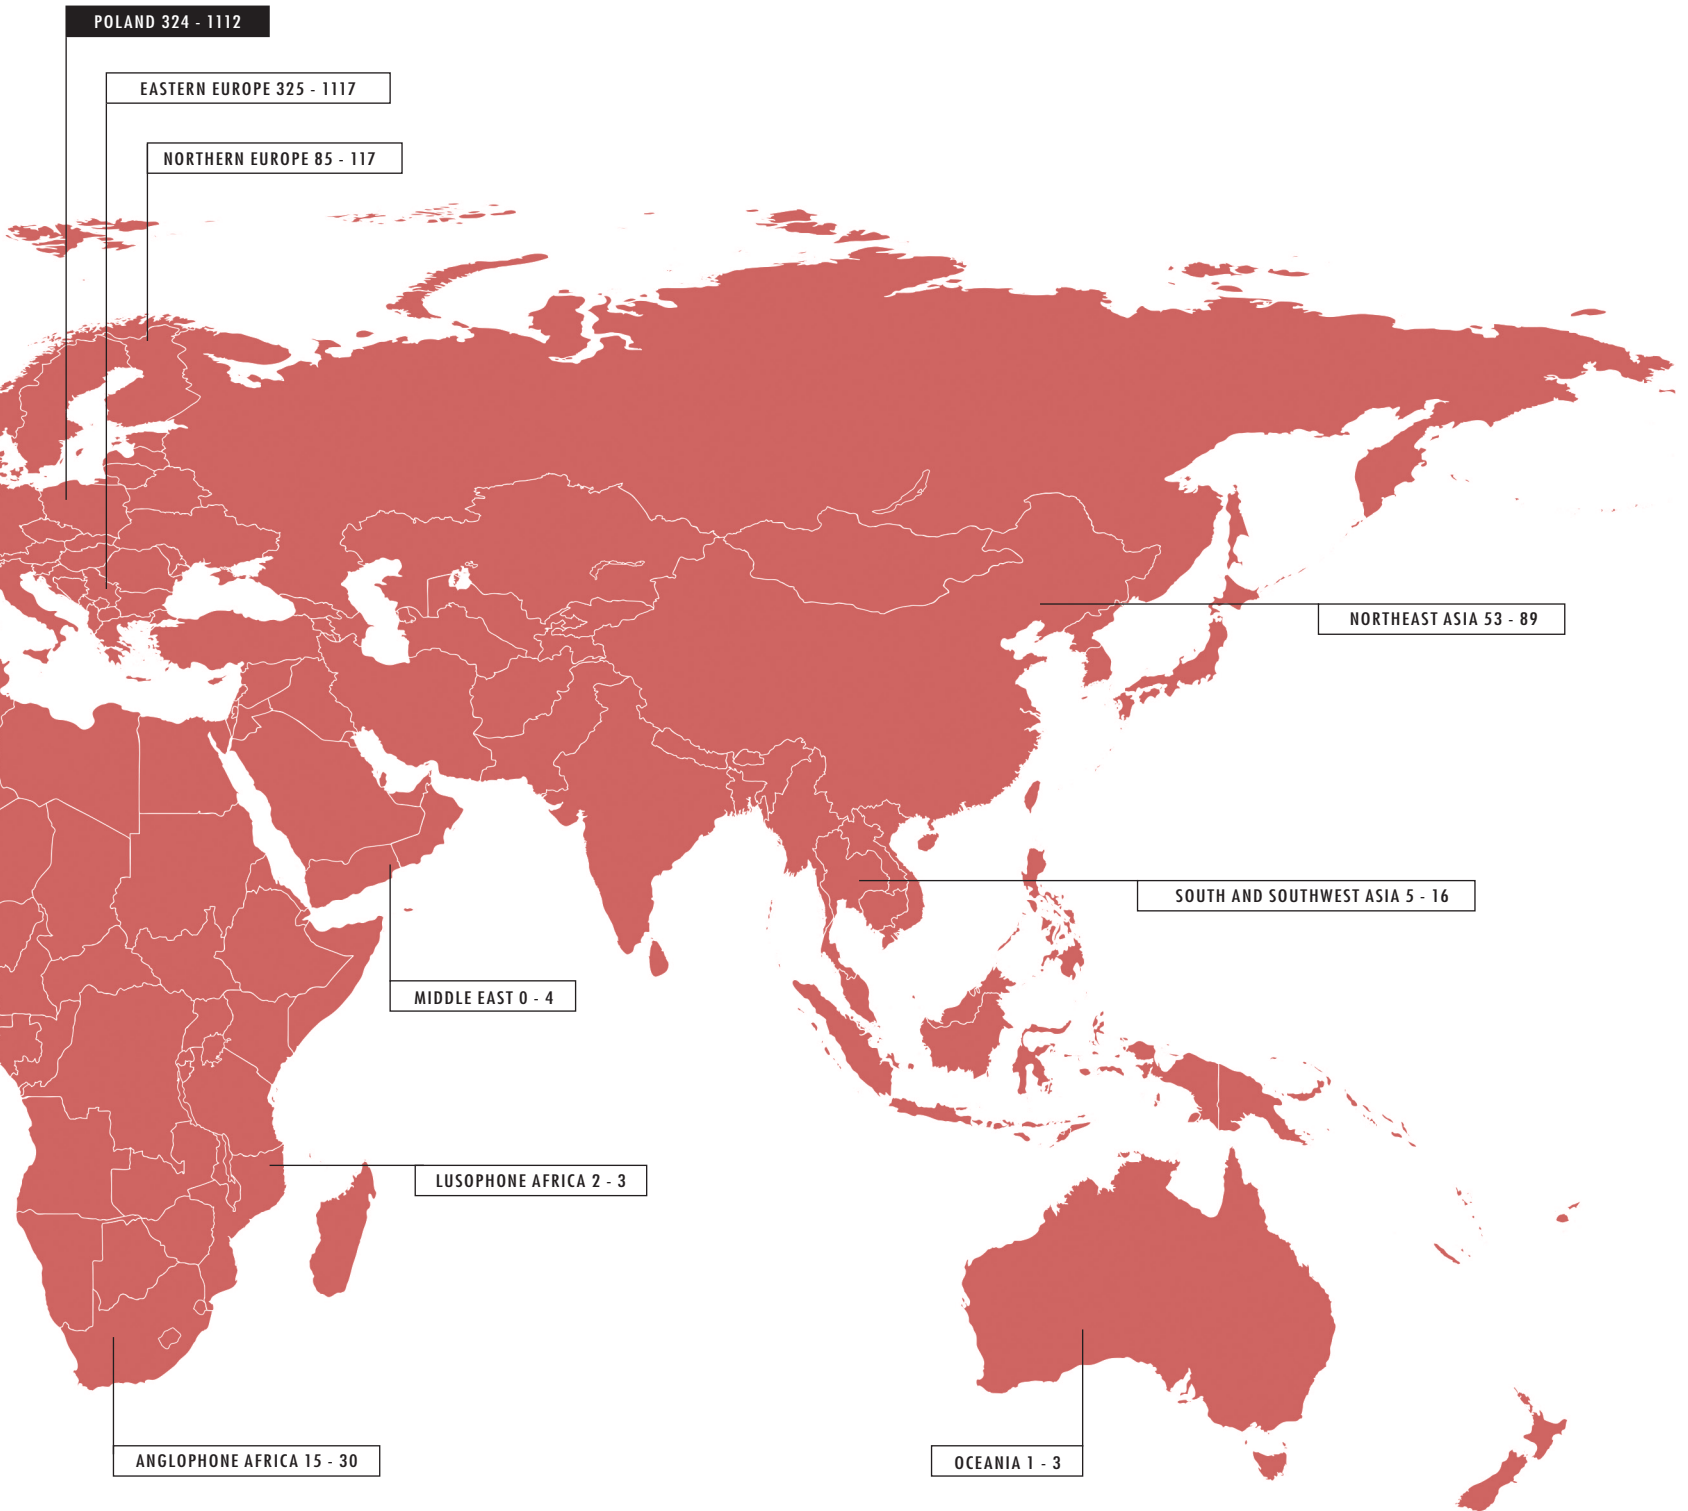 POLAND 324 - 1112
EASTERN EUROPE 325 - 1117
NORTHERN EUROPE 85 - 117
NORTHEAST ASIA 53 - 89
SOUTH AND SOUTHWEST ASIA 5 - 16
MIDDLE EAST 0 - 4
LUSOPHONE AFRICA 2 - 3
ANGLOPHONE AFRICA 15 - 30
OCEANIA 1 - 3